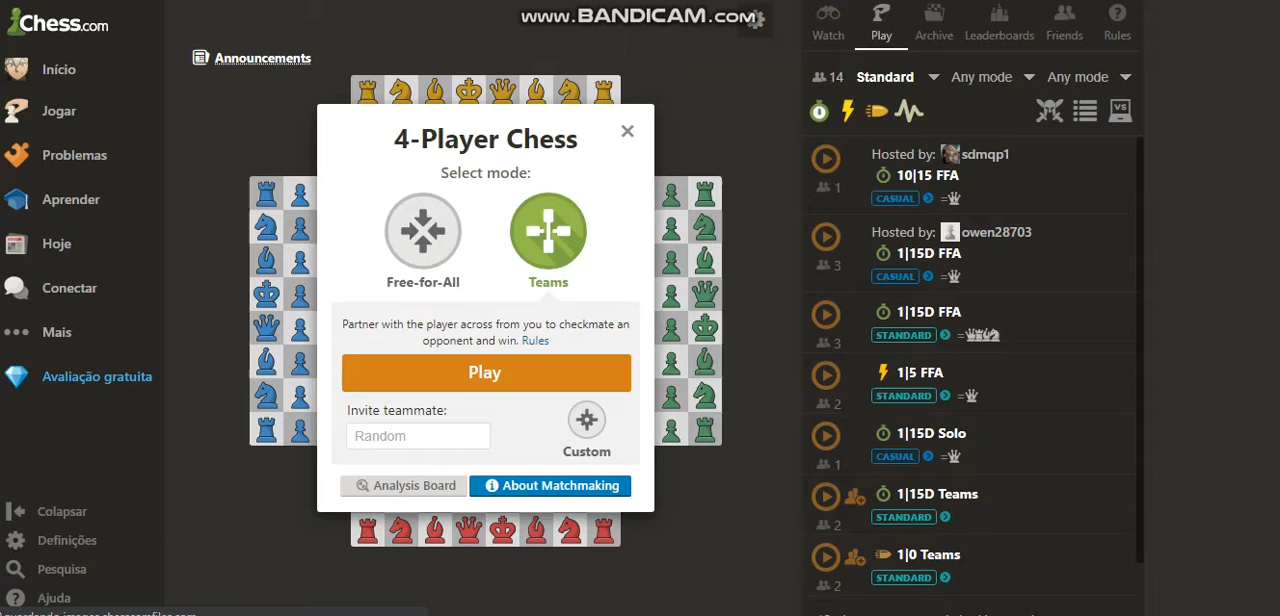 Chess.com
Início
Jogar
Problemas
Aprender
Hoje
Conectar
Mais
Avaliação gratuita
Colapsar
Definições
Pesquisa
Ajuda
www.BANDICAM.com
Announcements
4-Player Chess
Select mode:
Free-for-All
Teams
Partner with the player across from you to checkmate an
opponent and win. Rules
Play
Invite teammate:
Random
Custom
Analysis Board
About Matchmaking
Watch Play Archive Leaderboards Friends Rules
14 Standard Any mode Any mode
VS
Hosted by: sdmqp1
10|15 FFA
1 CASUAL =
Hosted by: owen28703
1|15D FFA
3 CASUAL =
1|15D FFA
3 STANDARD =
1|5 FFA
2 STANDARD =
1|15D Solo
1 CASUAL =
1|15D Teams
2 STANDARD
1|0 Teams
2 STANDARD